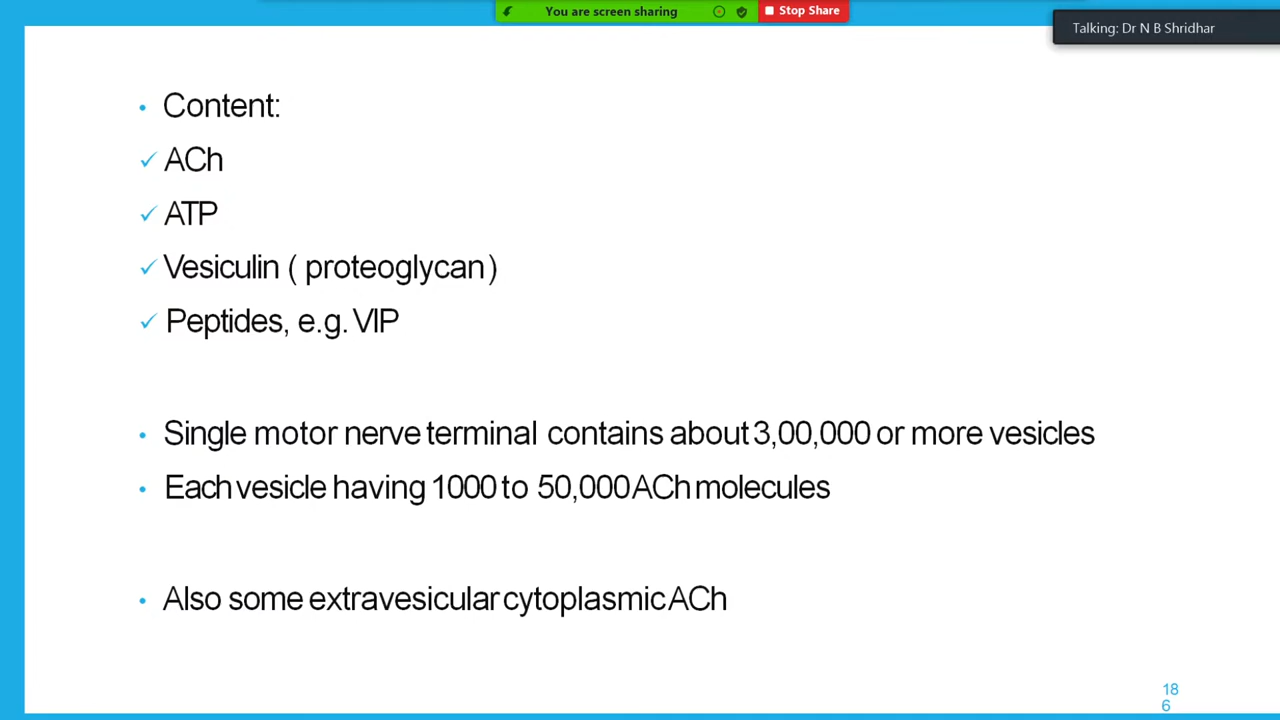 You are screen sharing
Stop Share
Talking: Dr N B Shridhar
• Content:
✓ ACh
✓ ATP
✓ Vesiculin ( proteoglycan)
✓ Peptides, e.g. VIP
• Single motor nerve terminal contains about 3,00,000 or more vesicles
• Each vesicle having 1000 to 50,000 ACh molecules
• Also some extravesicular cytoplasmic ACh
18
6